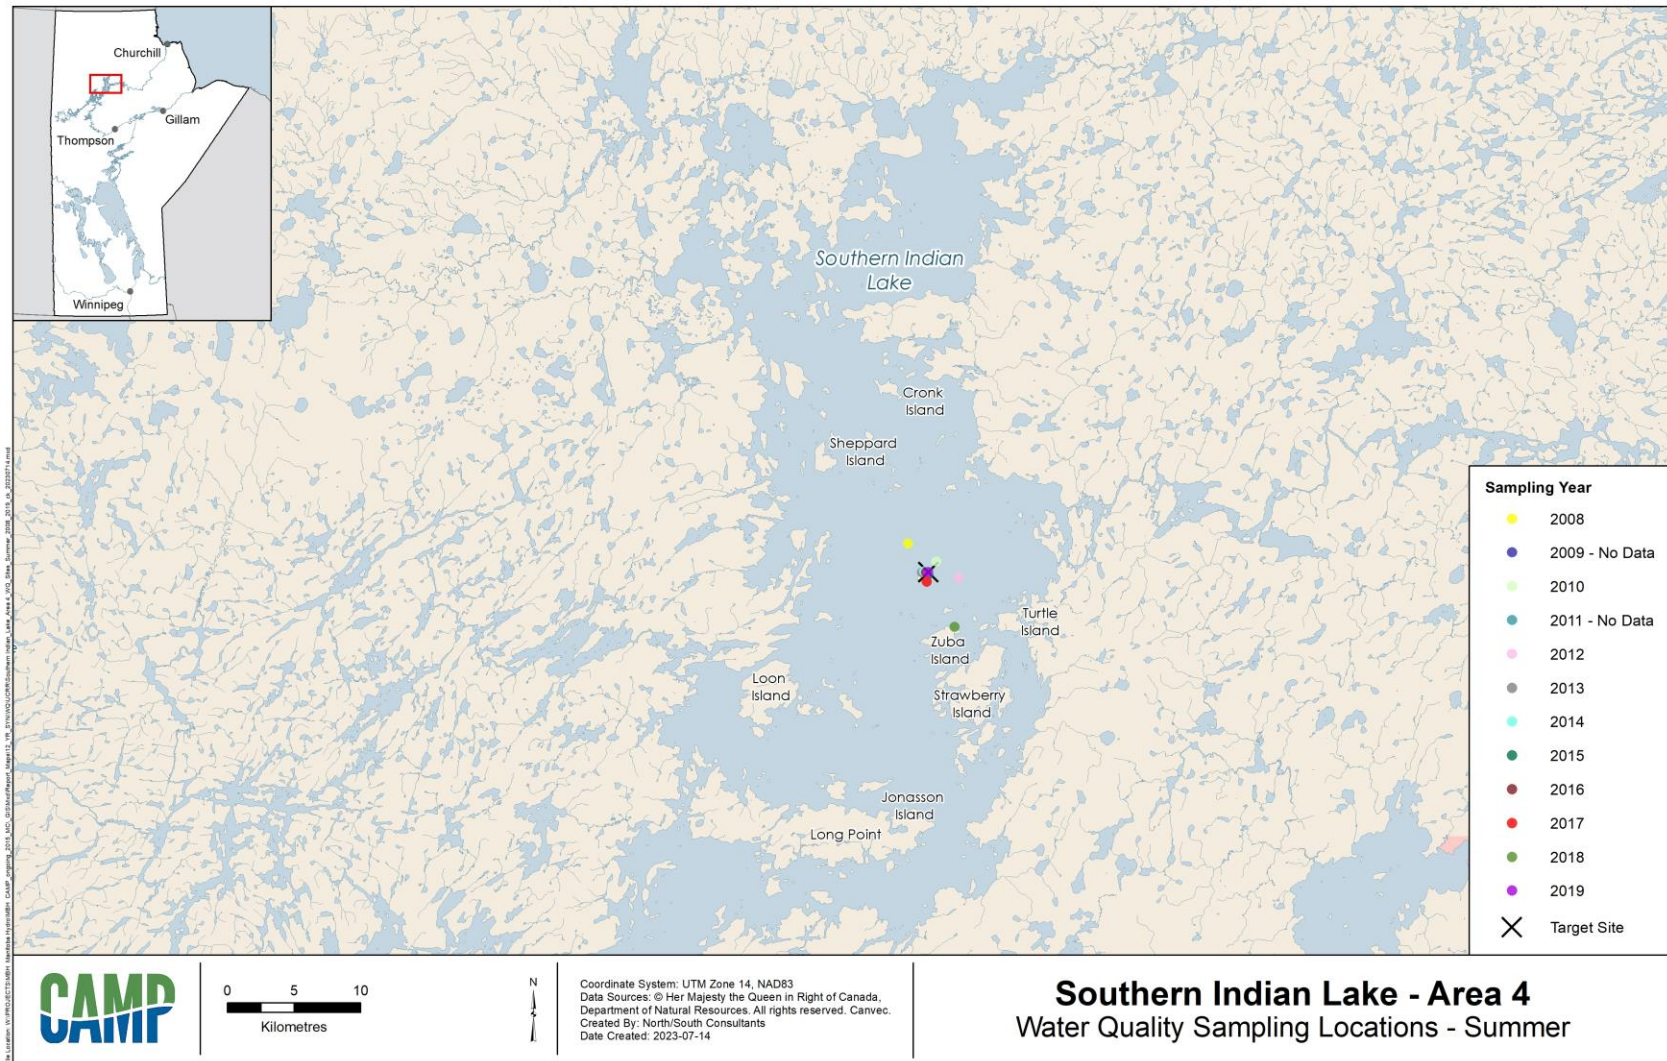 Churchill
Gillam
Thompson
Winnipeg
Southern Indian
Lake
Cronk
Island
Sheppard
Island
Turtle
Island
Zuba
Island
Loon
Island
Strawberry
Island
Jonasson
Island
Long Point
Sampling Year
2008
2009 - No Data
2010
2011 - No Data
2012
2013
2014
2015
2016
2017
2018
2019
Target Site
CAMP
0 5 10
Kilometres
N
Coordinate System: UTM Zone 14, NAD83
Data Sources: © Her Majesty the Queen in Right of Canada,
Department of Natural Resources. All rights reserved. Canvec.
Created By: North/South Consultants
Date Created: 2023-07-14
Southern Indian Lake - Area 4
Water Quality Sampling Locations - Summer